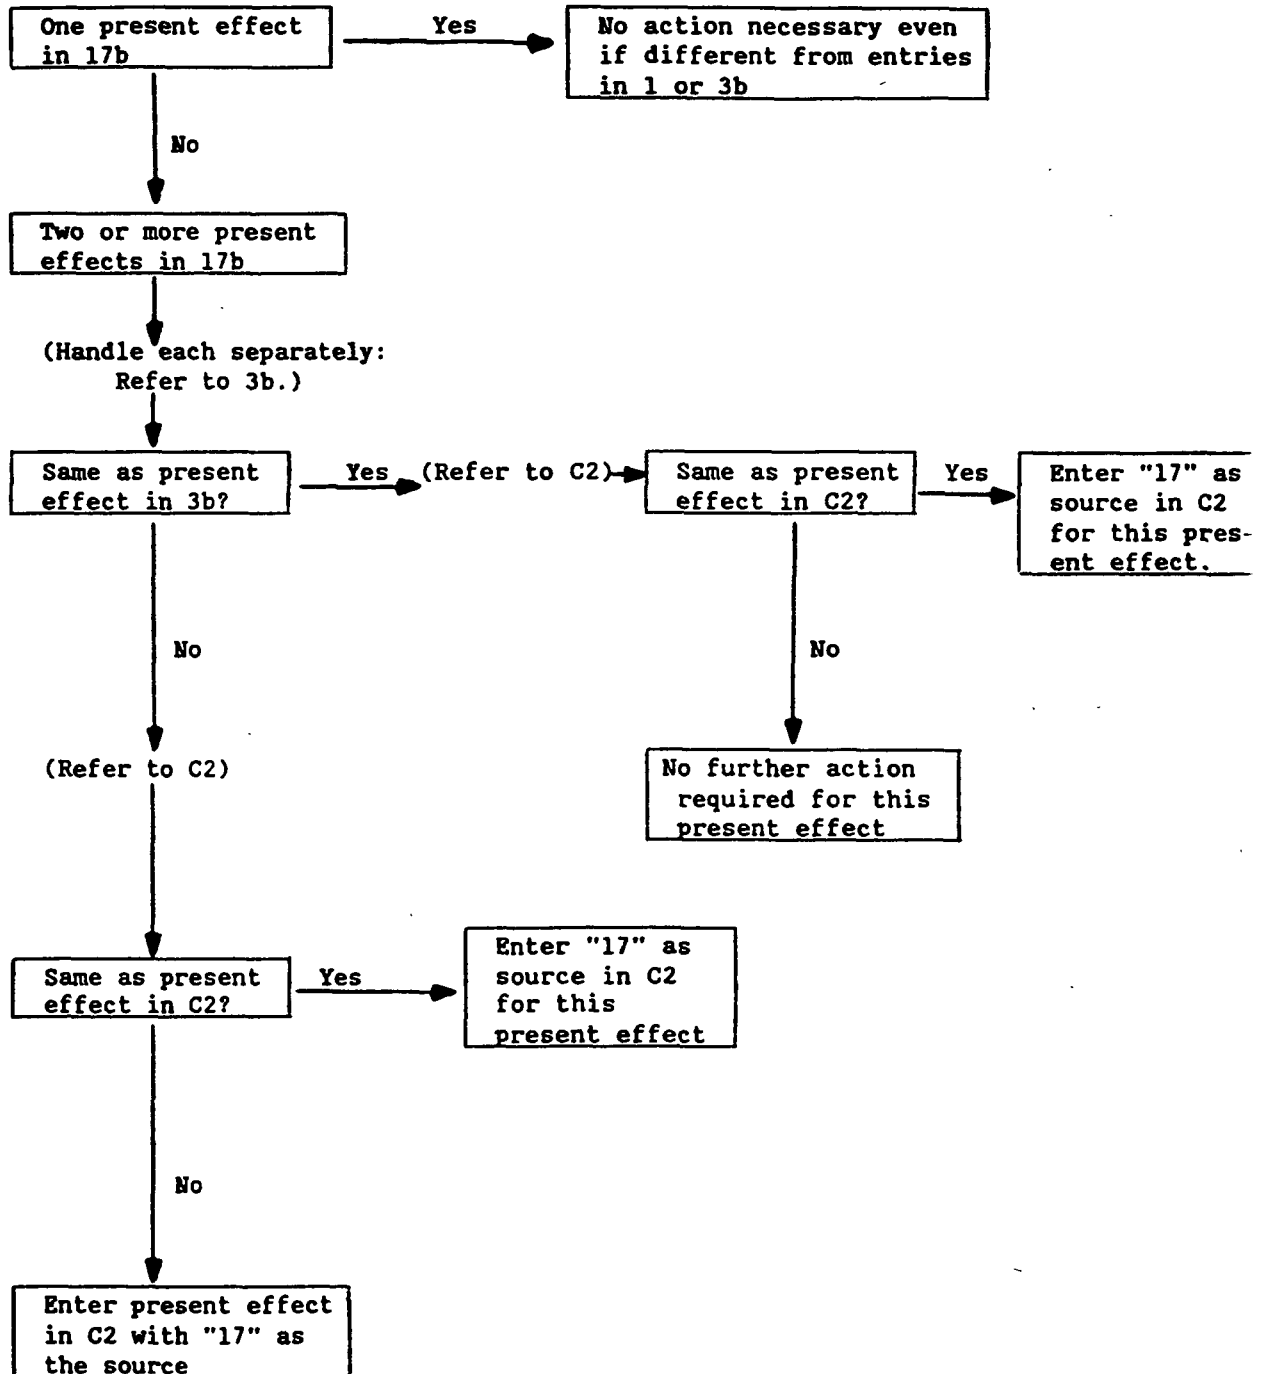 One present effect
in 17b
Yes
No action necessary even
if different from entries
in 1 or 3b
No
Two or more present
effects in 17b
(Handle each separately:
Refer to 3b.)
Same as present
effect in 3b?
Yes
(Refer to C2)
Same as present
effect in C2?
Yes
Enter "17" as
source in C2
for this pres-
ent effect.
No
No
(Refer to C2)
No further action
required for this
present effect
Same as present
effect in C2?
Yes
Enter "17" as
source in C2
for this
present effect
No
Enter present effect
in C2 with "17" as
the source